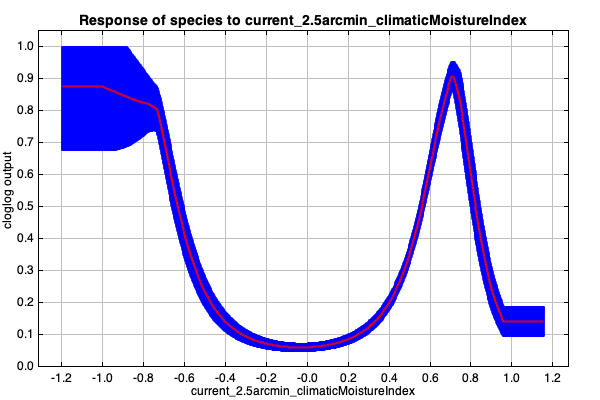 Response of species to current_2.5arcmin_climaticMoistureIndex
cloglog output
1.0
0.9
0.8
0.7
0.6
0.5
0.4
0.3
0.2
0.1
0.0
-1.2 -1.0 -0.8 -0.6 -0.4 -0.2 -0.0 0.2 0.4 0.6 0.8 1.0 1.2
current_2.5arcmin_climaticMoistureIndex